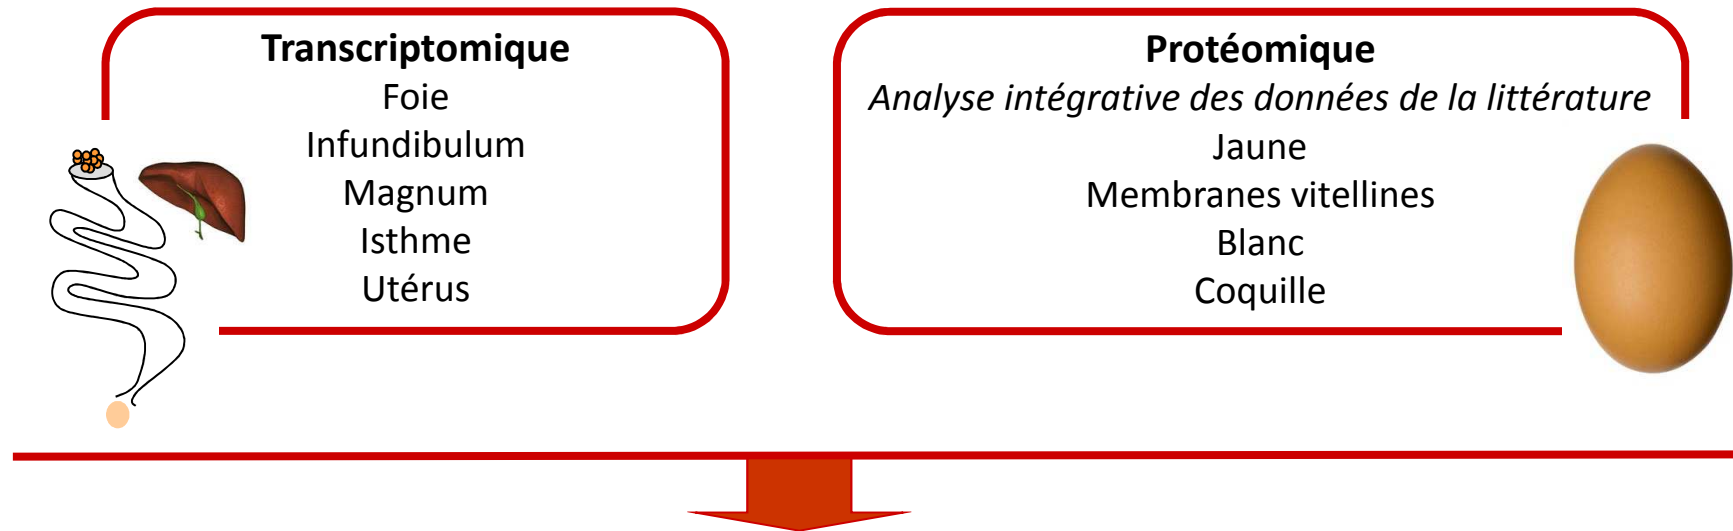 Transcriptomique
Foie
Infundibulum
Magnum
Isthme
Utérus
Protéomique
Analyse intégrative des données de la littérature
Jaune
Membranes vitellines
Blanc
Coquille